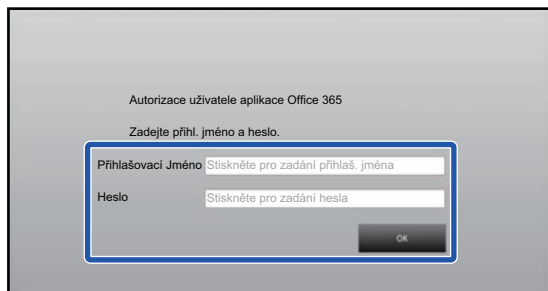 Autorizace uživatele aplikace Office 365
Zadejte přihl. jméno a heslo.
Přihlašovací Jméno Stiskněte pro zadání přihlaš. jména
Heslo Stiskněte pro zadání hesla
OK